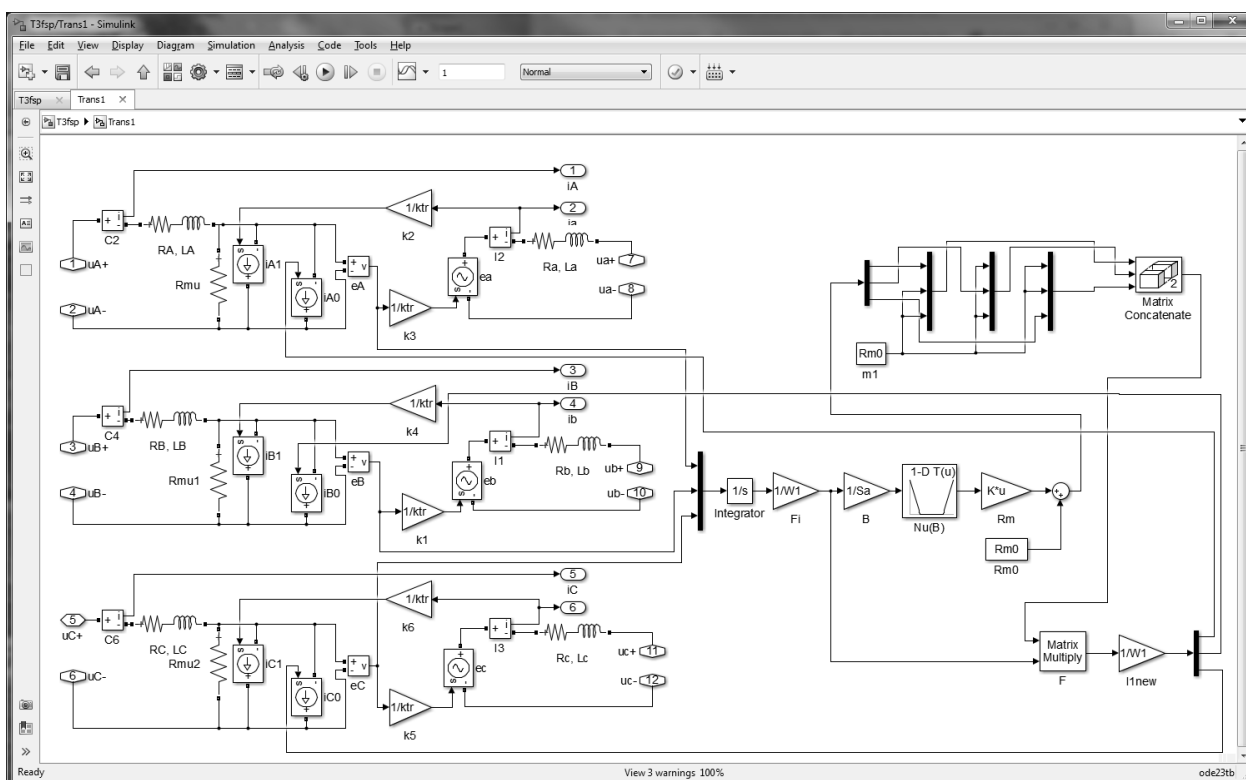 T3fsp/Trans1 - Simulink
File Edit View Display Diagram Simulation Analysis Code Tools Help
1 Normal
T3fsp Trans1
T3fsp Trans1
1
iA
2
ia
1/ktr
k2
C2
RA, LA
1 uA+
2 uA-
Rmu
iA1
iA0
eA
1/ktr
k3
ea
I2
Ra, La
ua+ 7
ua- 8
3
iB
4
ib
1/ktr
k4
C4
RB, LB
3 uB+
4 uB-
Rmu1
iB1
iB0
eB
1/ktr
k1
eb
I1
Rb, Lb
ub+ 9
ub- 10
5
iC
6
1/ktr
k6
5
uC+
C6
RC, LC
6 uC-
Rmu2
iC1
iC0
eC
1/ktr
k5
ec
I3
Rc, Lc
uc+ 11
uc- 12
1/s
Integrator
1/W1
Fi
1/Sa
B
1-D T(u)
Nu(B)
K*u
Rm
Rm0
Rm0
Rm0
m1
2
Matrix
Concatenate
Matrix
Multiply
F
1/W1
I1new
Ready View 3 warnings 100% ode23tb